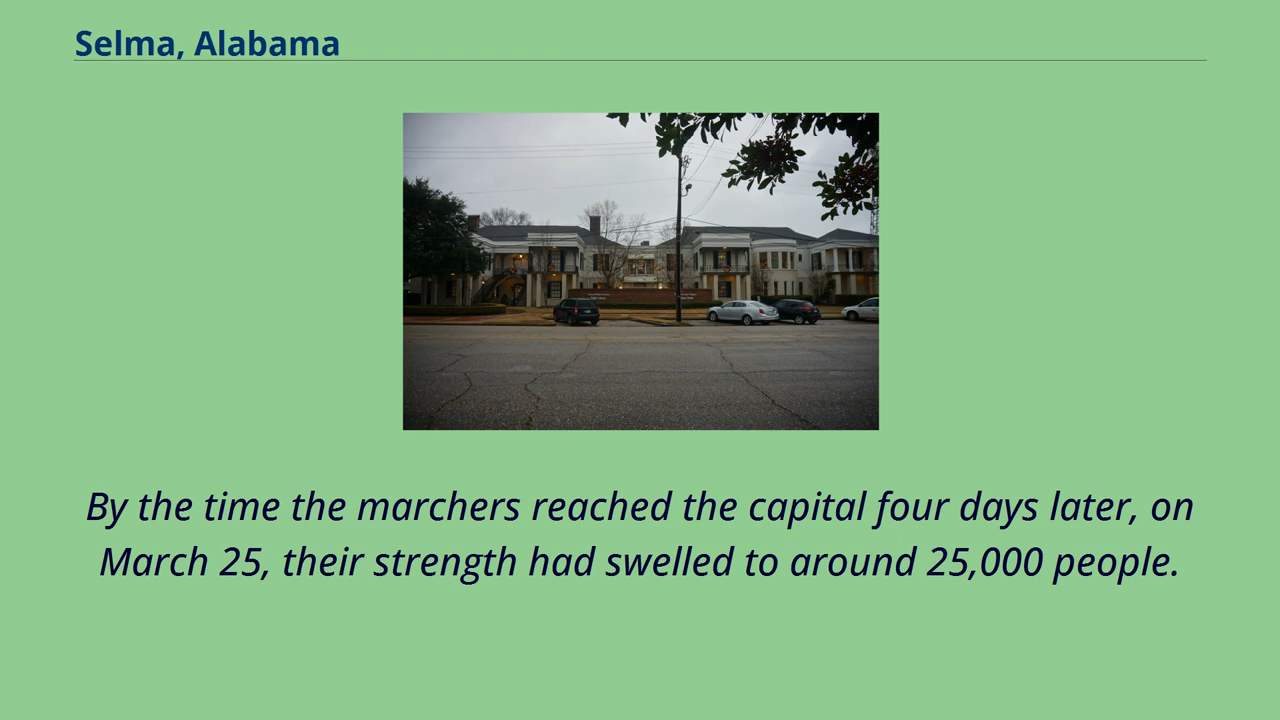 Selma, Alabama
By the time the marchers reached the capital four days later, on
March 25, their strength had swelled to around 25,000 people.